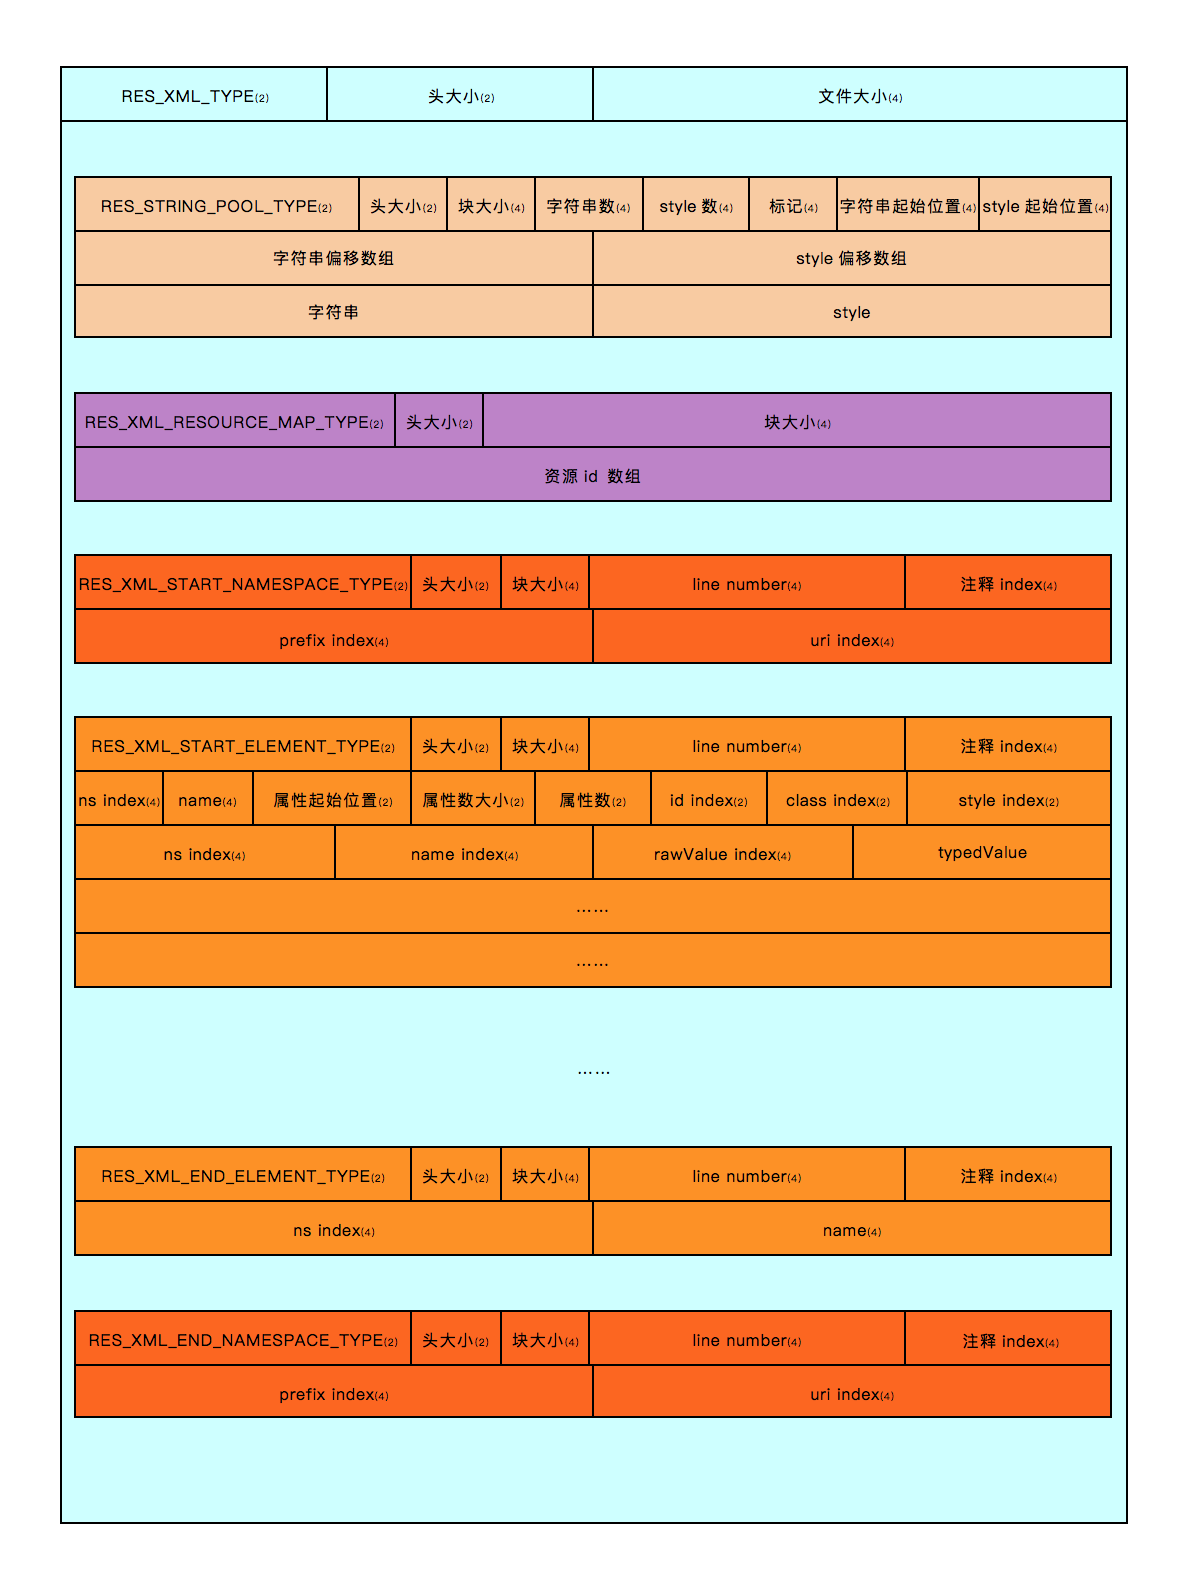 RES_XML_TYPE(2) 头大小(2) 文件大小(4)
RES_STRING_POOL_TYPE(2) 头大小(2) 块大小(4) 字符串数(4) style 数(4) 标记(4) 字符串起始位置(4) style 起始位置(4)
字符串偏移数组 style 偏移数组
字符串 style
RES_XML_RESOURCE_MAP_TYPE(2) 头大小(2) 块大小(4)
资源 id 数组
RES_XML_START_NAMESPACE_TYPE(2) 头大小(2) 块大小(4) line number(4) 注释 index(4)
prefix index(4) uri index(4)
RES_XML_START_ELEMENT_TYPE(2) 头大小(2) 块大小(4) line number(4) 注释 index(4)
ns index(4) name(4) 属性起始位置(2) 属性数大小(2) 属性数(2) id index(2) class index(2) style index(2)
ns index(4) name index(4) rawValue index(4) typedValue
……
……
……
RES_XML_END_ELEMENT_TYPE(2) 头大小(2) 块大小(4) line number(4) 注释 index(4)
ns index(4) name(4)
RES_XML_END_NAMESPACE_TYPE(2) 头大小(2) 块大小(4) line number(4) 注释 index(4)
prefix index(4) uri index(4)